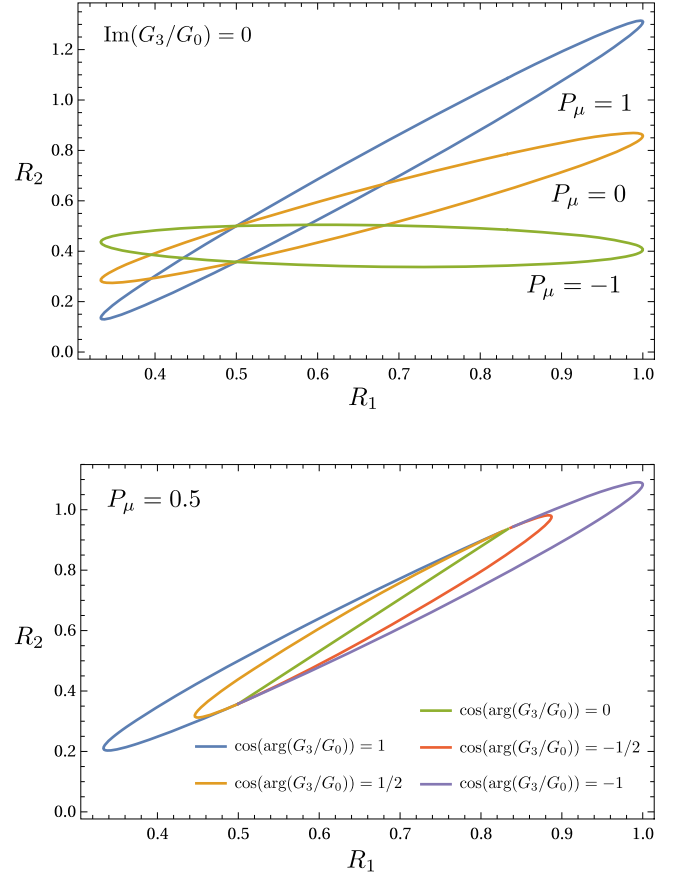 Im(G₃/G₀) = 0
1.2
1.0
0.8
0.6
0.4
0.2
0.0
R₂
P_μ = 1
P_μ = 0
P_μ = −1
0.4 0.5 0.6 0.7 0.8 0.9 1.0
R₁
P_μ = 0.5
1.0
0.8
0.6
0.4
0.2
0.0
R₂
cos(arg(G₃/G₀)) = 1
cos(arg(G₃/G₀)) = 1/2
cos(arg(G₃/G₀)) = 0
cos(arg(G₃/G₀)) = −1/2
cos(arg(G₃/G₀)) = −1
0.4 0.5 0.6 0.7 0.8 0.9 1.0
R₁